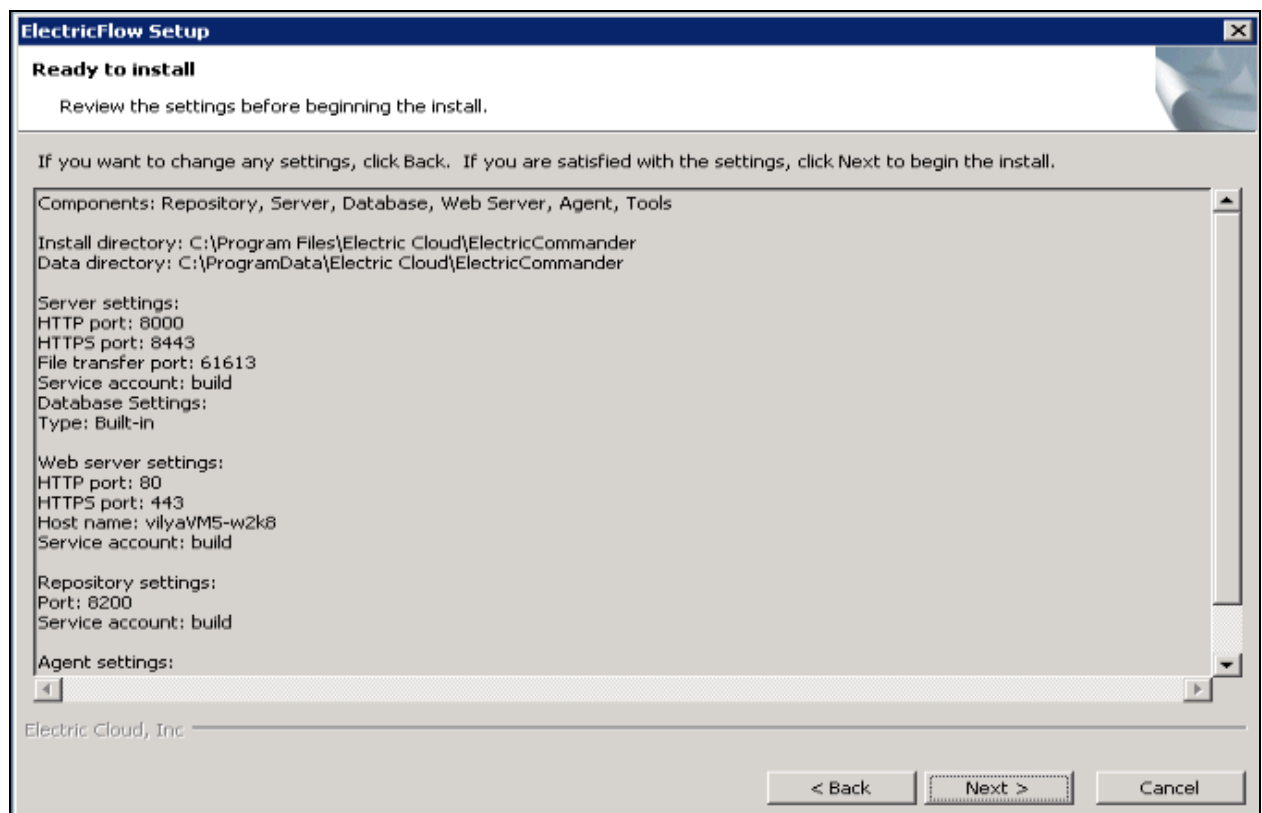 ElectricFlow Setup
Ready to install
Review the settings before beginning the install.
If you want to change any settings, click Back. If you are satisfied with the settings, click Next to begin the install.
Components: Repository, Server, Database, Web Server, Agent, Tools
Install directory: C:\Program Files\Electric Cloud\ElectricCommander
Data directory: C:\ProgramData\Electric Cloud\ElectricCommander
Server settings:
HTTP port: 8000
HTTPS port: 8443
File transfer port: 61613
Service account: build
Database Settings:
Type: Built-in
Web server settings:
HTTP port: 80
HTTPS port: 443
Host name: vilyaVM5-w2k8
Service account: build
Repository settings:
Port: 8200
Service account: build
Agent settings:
Electric Cloud, Inc
< Back Next > Cancel